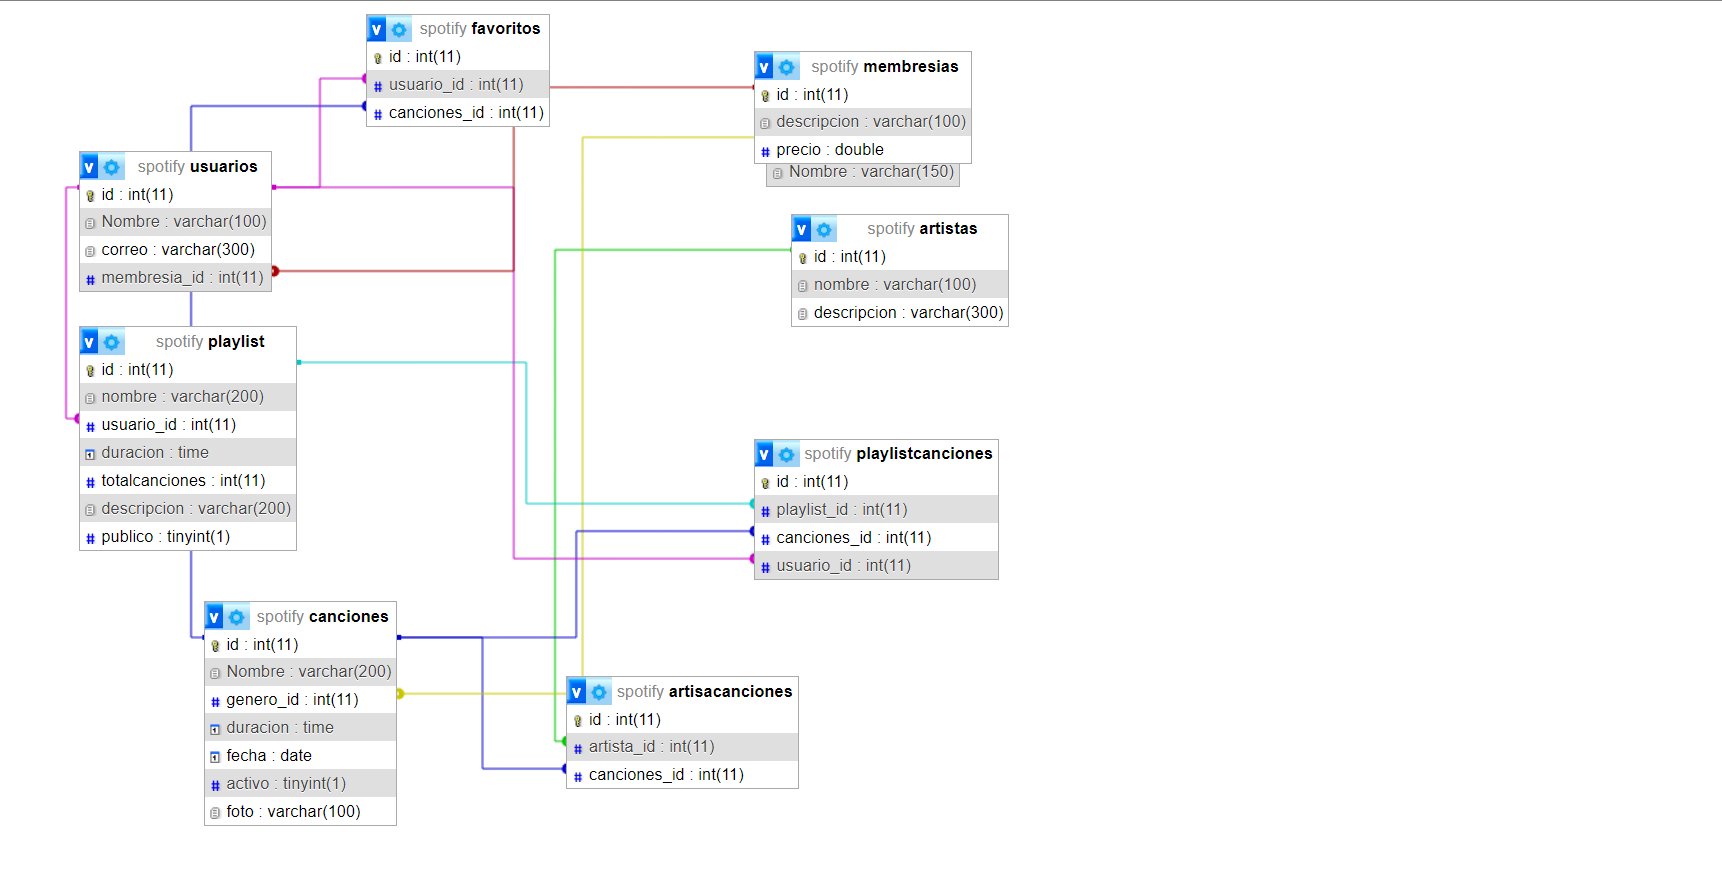 spotify favoritos
id : int(11)
usuario_id : int(11)
canciones_id : int(11)
spotify membresias
id : int(11)
descripcion : varchar(100)
precio : double
Nombre : varchar(150)
spotify usuarios
id : int(11)
Nombre : varchar(100)
correo : varchar(300)
membresia_id : int(11)
spotify artistas
id : int(11)
nombre : varchar(100)
descripcion : varchar(300)
spotify playlist
id : int(11)
nombre : varchar(200)
usuario_id : int(11)
duracion : time
totalcanciones : int(11)
descripcion : varchar(200)
publico : tinyint(1)
spotify playlistcanciones
id : int(11)
playlist_id : int(11)
canciones_id : int(11)
usuario_id : int(11)
spotify canciones
id : int(11)
Nombre : varchar(200)
genero_id : int(11)
duracion : time
fecha : date
activo : tinyint(1)
foto : varchar(100)
spotify artisacanciones
id : int(11)
artista_id : int(11)
canciones_id : int(11)